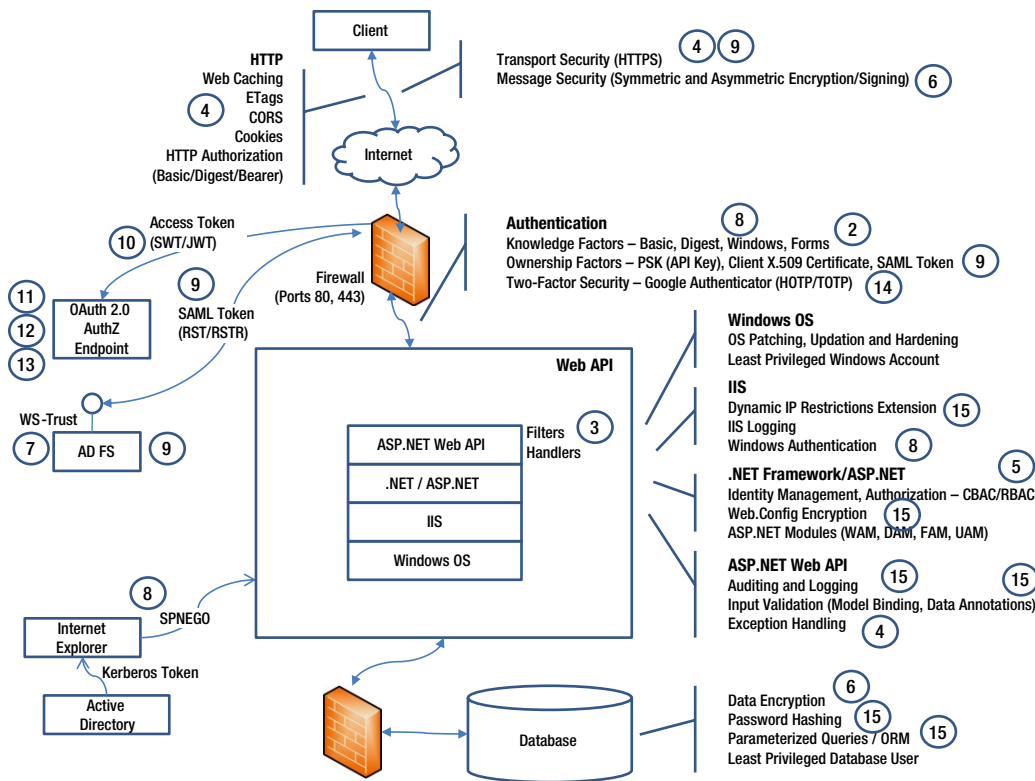 Client
HTTP
Web Caching
ETags
4
CORS
Cookies
HTTP Authorization
(Basic/Digest/Bearer)
4
9
Transport Security (HTTPS)
Message Security (Symmetric and Asymmetric Encryption/Signing)
6
Internet
Access Token
10
(SWT/JWT)
Authentication
8
Knowledge Factors – Basic, Digest, Windows, Forms
2
Ownership Factors – PSK (API Key), Client X.509 Certificate, SAML Token
9
Two-Factor Security – Google Authenticator (HOTP/TOTP)
14
Firewall
(Ports 80, 443)
9
SAML Token
(RST/RSTR)
11
12
13
OAuth 2.0
AuthZ
Endpoint
WS-Trust
7
AD FS
9
Web API
ASP.NET Web API
Filters
Handlers
3
.NET / ASP.NET
IIS
Windows OS
Windows OS
OS Patching, Updation and Hardening
Least Privileged Windows Account
IIS
Dynamic IP Restrictions Extension
15
IIS Logging
Windows Authentication
8
.NET Framework/ASP.NET
5
Identity Management, Authorization – CBAC/RBAC
Web.Config Encryption
15
ASP.NET Modules (WAM, DAM, FAM, UAM)
ASP.NET Web API
Auditing and Logging
15
15
Input Validation (Model Binding, Data Annotations)
Exception Handling
4
8
SPNEGO
Internet
Explorer
Kerberos Token
Active
Directory
Database
Data Encryption
6
Password Hashing
15
Parameterized Queries / ORM
15
Least Privileged Database User